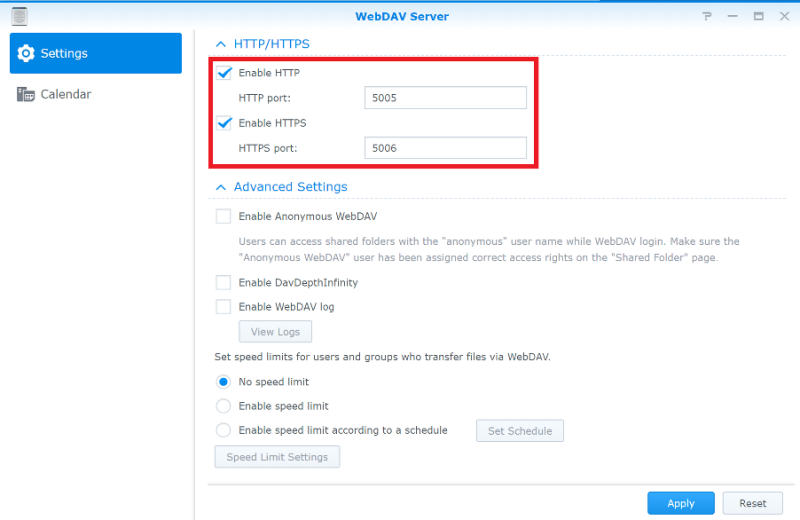 WebDAV Server
Settings
Calendar
HTTP/HTTPS
Enable HTTP
HTTP port: 5005
Enable HTTPS
HTTPS port: 5006
Advanced Settings
Enable Anonymous WebDAV
Users can access shared folders with the "anonymous" user name while WebDAV login. Make sure the
"Anonymous WebDAV" user has been assigned correct access rights on the "Shared Folder" page.
Enable DavDepthInfinity
Enable WebDAV log
View Logs
Set speed limits for users and groups who transfer files via WebDAV.
No speed limit
Enable speed limit
Enable speed limit according to a schedule Set Schedule
Speed Limit Settings
Apply Reset